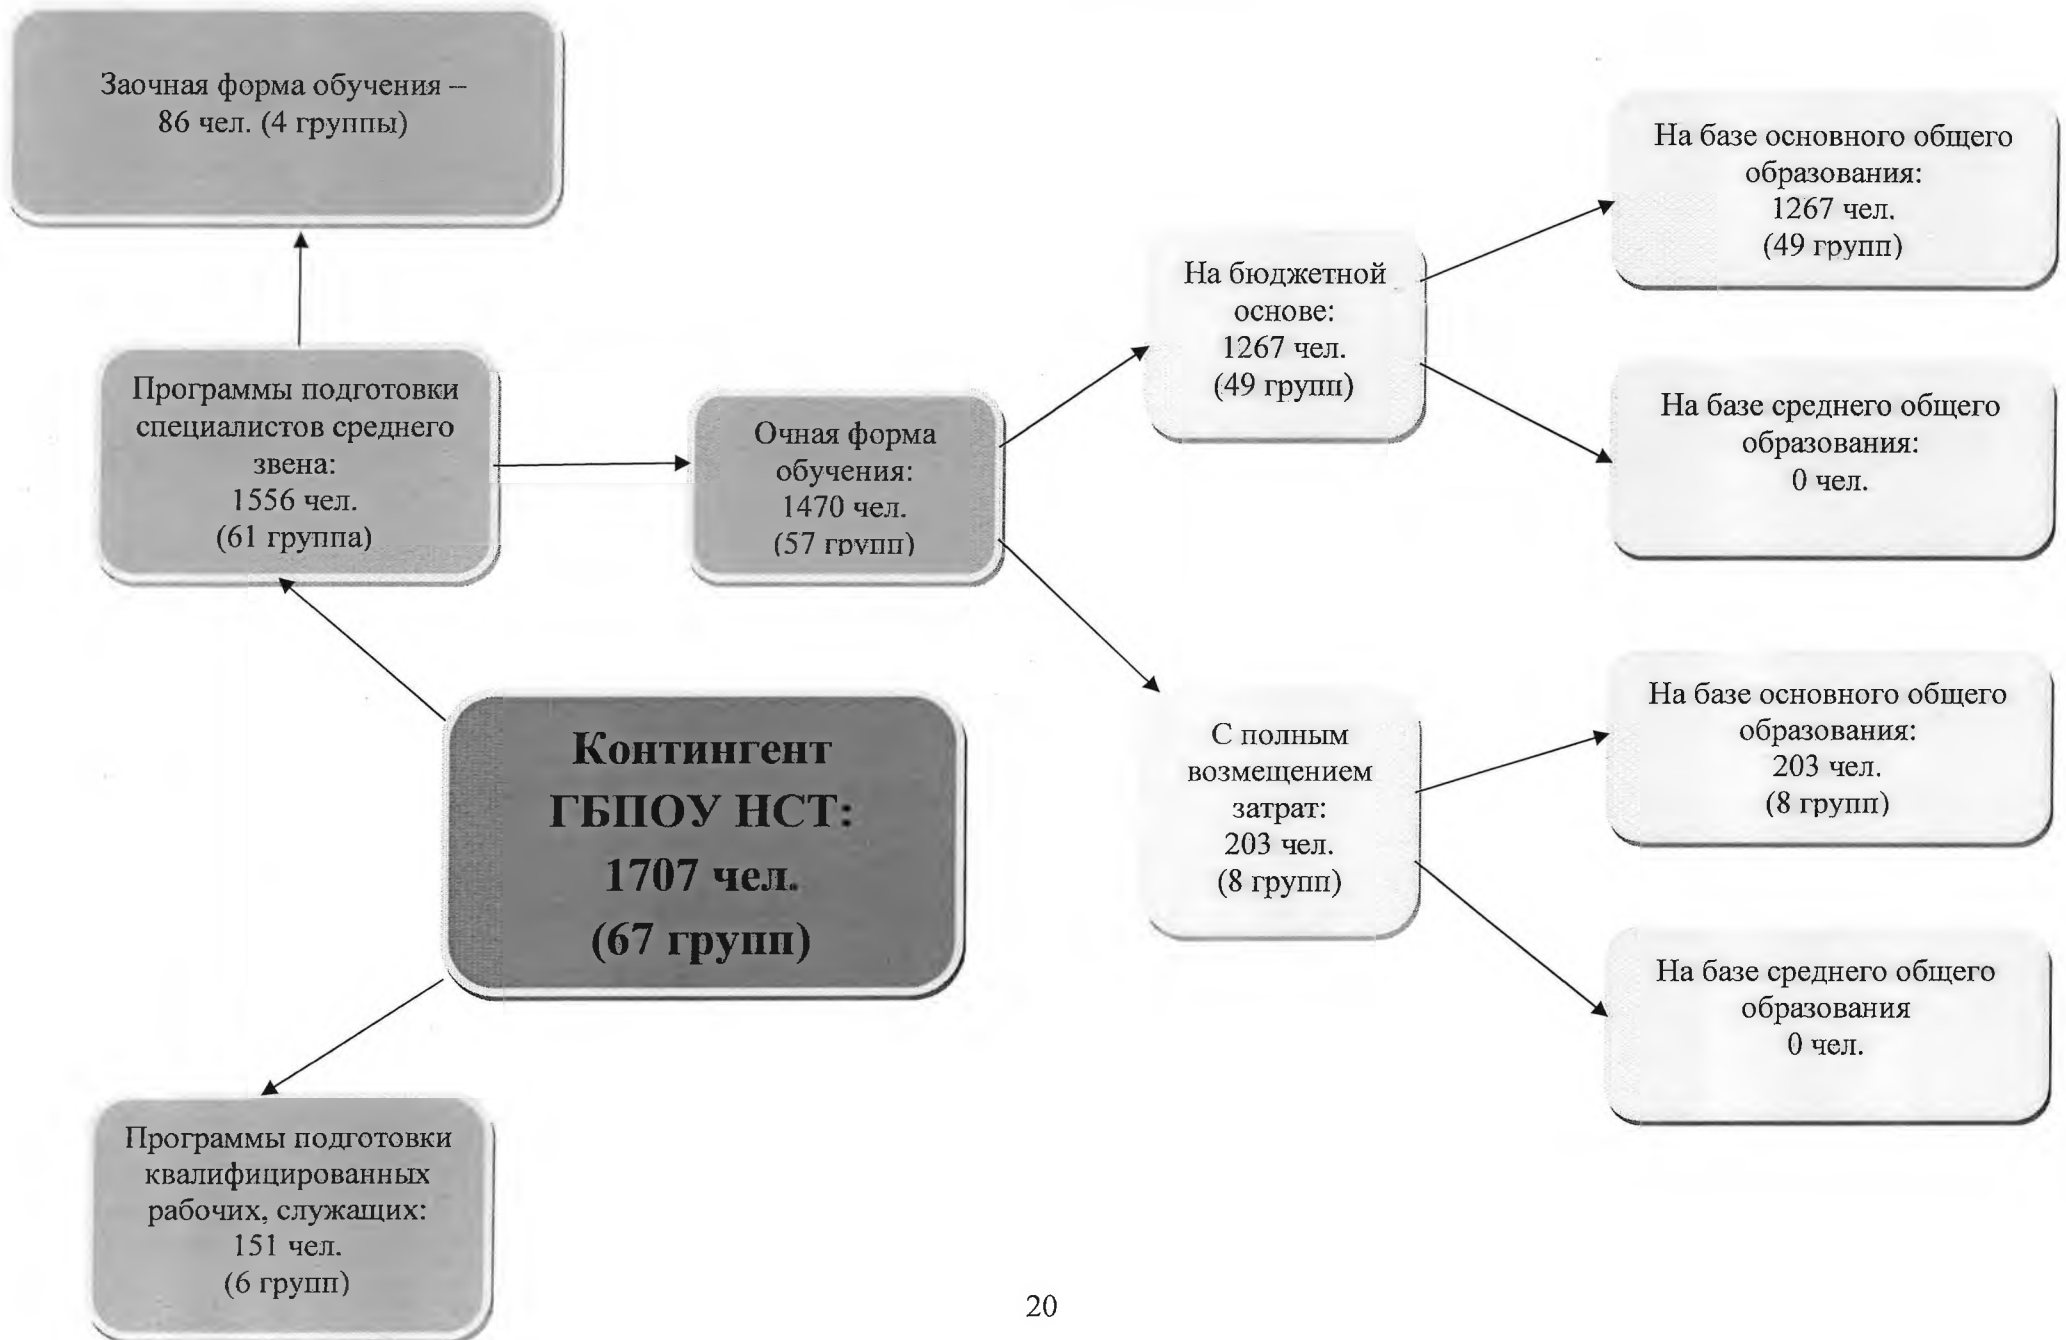 Заочная форма обучения –
86 чел. (4 группы)
На базе основного общего
образования:
1267 чел.
(49 групп)
На бюджетной
основе:
1267 чел.
(49 групп)
Программы подготовки
специалистов среднего
звена:
1556 чел.
(61 группа)
Очная форма
обучения:
1470 чел.
(57 групп)
На базе среднего общего
образования:
0 чел.
Контингент
ГБПОУ НСТ:
1707 чел.
(67 групп)
С полным
возмещением
затрат:
203 чел.
(8 групп)
На базе основного общего
образования:
203 чел.
(8 групп)
На базе среднего общего
образования
0 чел.
Программы подготовки
квалифицированных
рабочих, служащих:
151 чел.
(6 групп)
20